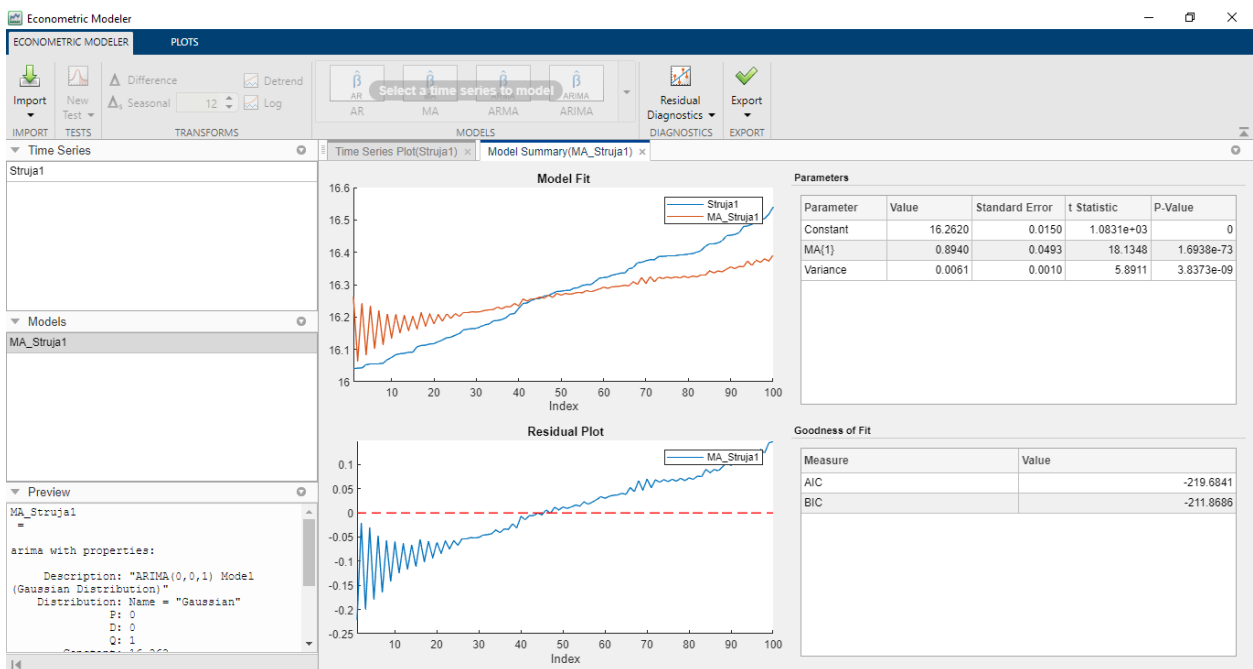 Econometric Modeler
ECONOMETRIC MODELER PLOTS
Import
New Test
Δ Difference
Δs Seasonal 12
Detrend
Log
Select a time series to model
AR
AR
MA
ARMA
ARIMA
ARIMA
Residual Diagnostics
Export
IMPORT TESTS TRANSFORMS MODELS DIAGNOSTICS EXPORT
Time Series
Struja1
Models
MA_Struja1
Preview
MA_Struja1
=
arima with properties:
Description: "ARIMA(0,0,1) Model
(Gaussian Distribution)"
Distribution: Name = "Gaussian"
P: 0
D: 0
Q: 1
Constant: 16.262
Time Series Plot(Struja1) × Model Summary(MA_Struja1) ×
Model Fit
Struja1
MA_Struja1
16.6
16.5
16.4
16.3
16.2
16.1
16
10 20 30 40 50 60 70 80 90 100
Index
Residual Plot
MA_Struja1
0.1
0.05
0
-0.05
-0.1
-0.15
-0.2
-0.25
10 20 30 40 50 60 70 80 90 100
Index
Parameters
Parameter Value Standard Error t Statistic P-Value
Constant 16.2620 0.0150 1.0831e+03 0
MA{1} 0.8940 0.0493 18.1348 1.6938e-73
Variance 0.0061 0.0010 5.8911 3.8373e-09
Goodness of Fit
Measure Value
AIC -219.6841
BIC -211.8686